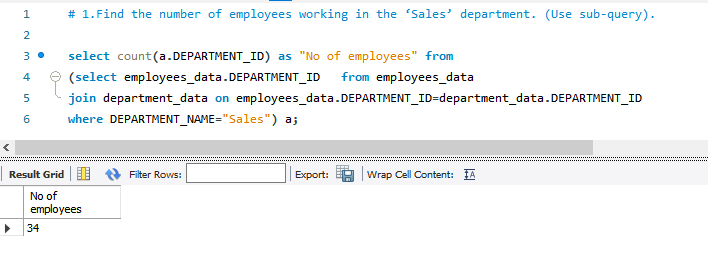 1 # 1.Find the number of employees working in the ‘Sales’ department. (Use sub-query).
2
3 select count(a.DEPARTMENT_ID) as "No of employees" from
4 (select employees_data.DEPARTMENT_ID from employees_data
5 join department_data on employees_data.DEPARTMENT_ID=department_data.DEPARTMENT_ID
6 where DEPARTMENT_NAME="Sales") a;
Result Grid Filter Rows: Export: Wrap Cell Content: IA
No of
employees
34